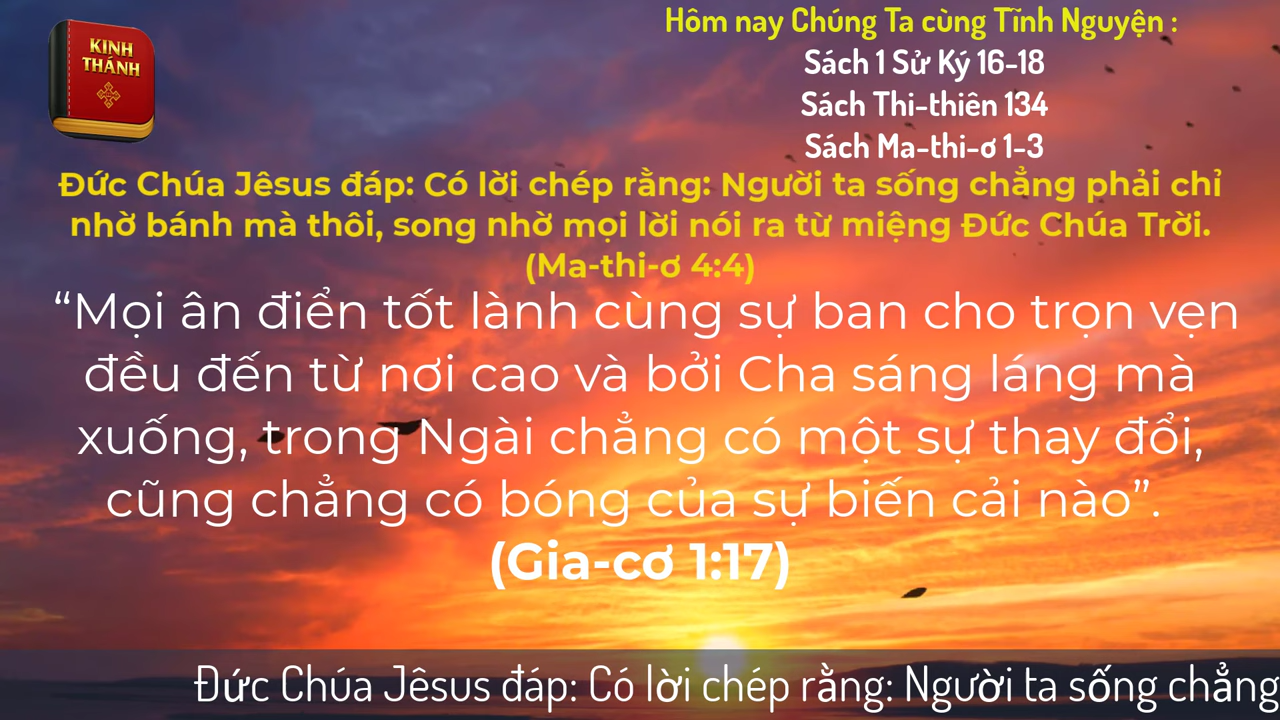 KINH
THÁNH
Hôm nay Chúng Ta cùng Tĩnh Nguyện :
Sách 1 Sử Ký 16-18
Sách Thi-thiên 134
Sách Ma-thi-ơ 1-3
Đức Chúa Jêsus đáp: Có lời chép rằng: Người ta sống chẳng phải chỉ
nhờ bánh mà thôi, song nhờ mọi lời nói ra từ miệng Đức Chúa Trời.
(Ma-thi-ơ 4:4)
“Mọi ân điển tốt lành cùng sự ban cho trọn vẹn
đều đến từ nơi cao và bởi Cha sáng láng mà
xuống, trong Ngài chẳng có một sự thay đổi,
cũng chẳng có bóng của sự biến cải nào”.
(Gia-cơ 1:17)
Đức Chúa Jêsus đáp: Có lời chép rằng: Người ta sống chẳng